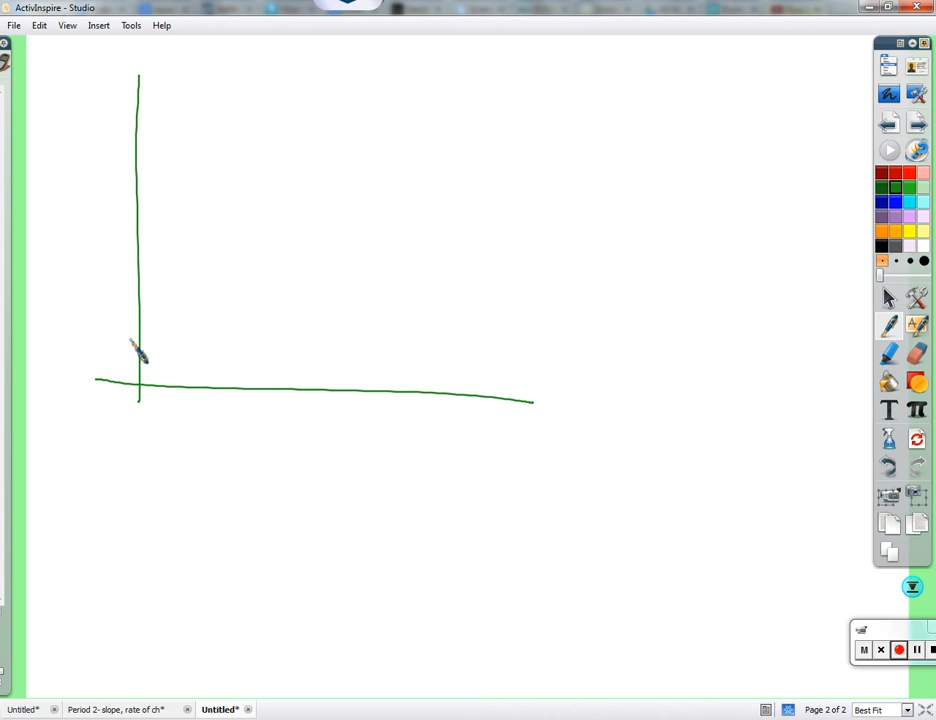 ActivInspire - Studio
File Edit View Insert Tools Help
M
Untitled* Period 2- slope, rate of ch* Untitled* Page 2 of 2 Best Fit